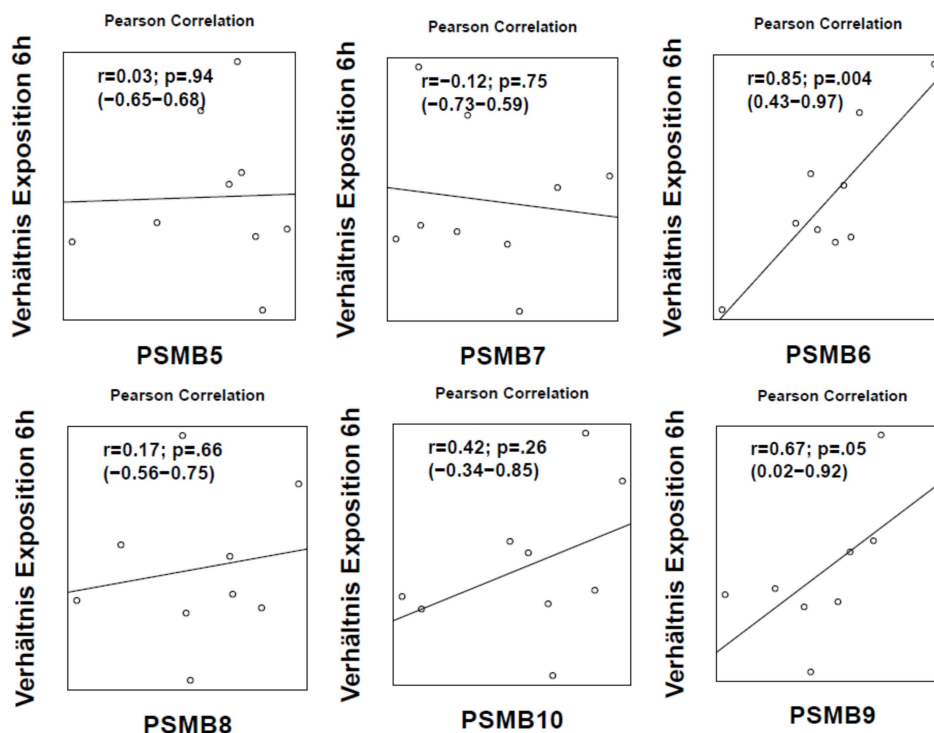 Pearson Correlation
Verhältnis Exposition 6h
r=0.03; p=.94
(−0.65−0.68)
PSMB5
Pearson Correlation
Verhältnis Exposition 6h
r=−0.12; p=.75
(−0.73−0.59)
PSMB7
Pearson Correlation
Verhältnis Exposition 6h
r=0.85; p=.004
(0.43−0.97)
PSMB6
Pearson Correlation
Verhältnis Exposition 6h
r=0.17; p=.66
(−0.56−0.75)
PSMB8
Pearson Correlation
Verhältnis Exposition 6h
r=0.42; p=.26
(−0.34−0.85)
PSMB10
Pearson Correlation
Verhältnis Exposition 6h
r=0.67; p=.05
(0.02−0.92)
PSMB9